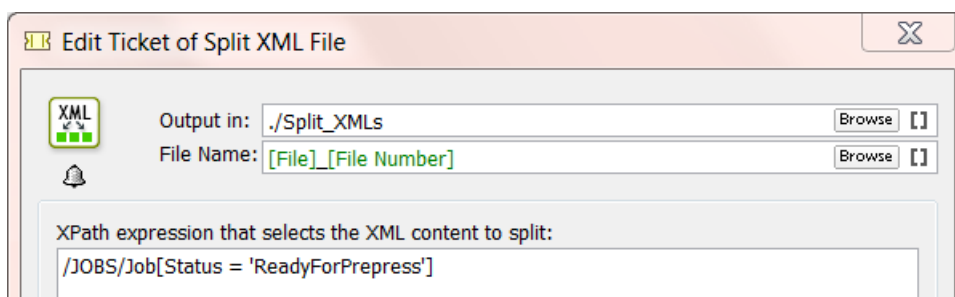 Edit Ticket of Split XML File
XML
Output in: ./Split_XMLs Browse []
File Name: [File]_[File Number] Browse []
XPath expression that selects the XML content to split:
/JOBS/Job[Status = 'ReadyForPrepress']